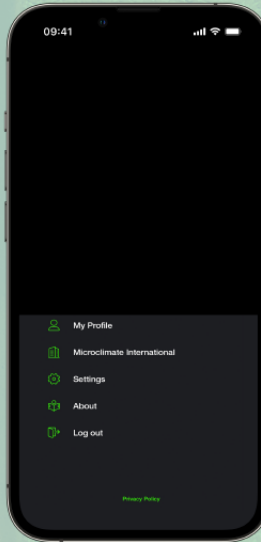 09:41
My Profile
Microclimate International
Settings
About
Log out
Privacy Policy